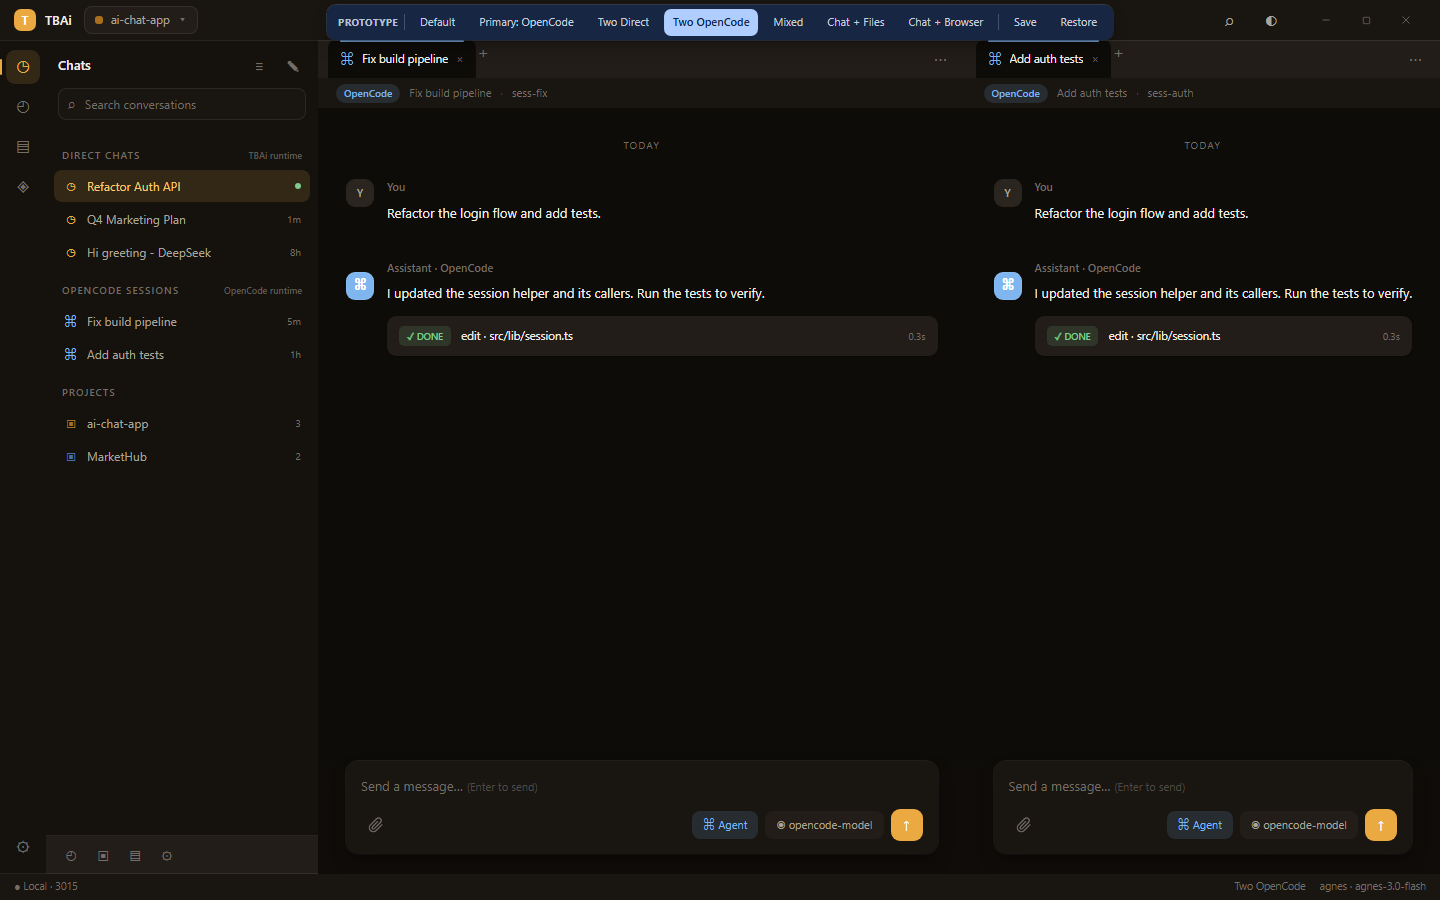 T TBAi ai-chat-app
PROTOTYPE Default Primary: OpenCode Two Direct Two OpenCode Mixed Chat + Files Chat + Browser Save Restore
Chats
Search conversations
DIRECT CHATS TBAi runtime
Refactor Auth API
Q4 Marketing Plan 1m
Hi greeting - DeepSeek 8h
OPENCODE SESSIONS OpenCode runtime
Fix build pipeline 5m
Add auth tests 1h
PROJECTS
ai-chat-app 3
MarketHub 2
Fix build pipeline × +
OpenCode Fix build pipeline · sess-fix
TODAY
Y You
Refactor the login flow and add tests.
Assistant · OpenCode
I updated the session helper and its callers. Run the tests to verify.
✓ DONE edit · src/lib/session.ts 0.3s
Send a message... (Enter to send)
⌘ Agent ◉ opencode-model ↑
Add auth tests × +
OpenCode Add auth tests · sess-auth
TODAY
Y You
Refactor the login flow and add tests.
Assistant · OpenCode
I updated the session helper and its callers. Run the tests to verify.
✓ DONE edit · src/lib/session.ts 0.3s
Send a message... (Enter to send)
⌘ Agent ◉ opencode-model ↑
● Local · 3015
Two OpenCode agnes · agnes-3.0-flash